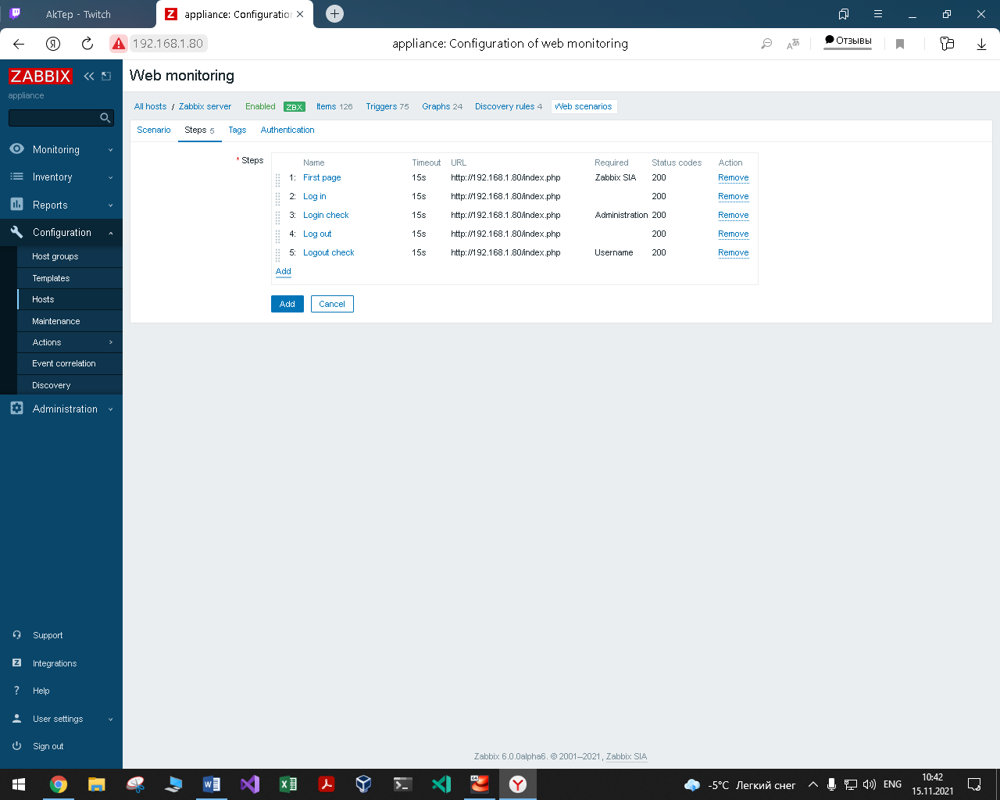 AkTep - Twitch
appliance: Configuration
192.168.1.80
appliance: Configuration of web monitoring
Отзывы
ZABBIX
appliance
Web monitoring
All hosts / Zabbix server Enabled ZBX Items 126 Triggers 75 Graphs 24 Discovery rules 4 Web scenarios
Scenario Steps 5 Tags Authentication
* Steps
Name Timeout URL Required Status codes Action
1: First page 15s http://192.168.1.80/index.php Zabbix SIA 200 Remove
2: Log in 15s http://192.168.1.80/index.php 200 Remove
3: Login check 15s http://192.168.1.80/index.php Administration 200 Remove
4: Log out 15s http://192.168.1.80/index.php 200 Remove
5: Logout check 15s http://192.168.1.80/index.php Username 200 Remove
Add
Add Cancel
Monitoring
Inventory
Reports
Configuration
Host groups
Templates
Hosts
Maintenance
Actions
Event correlation
Discovery
Administration
Support
Integrations
Help
User settings
Sign out
Zabbix 6.0.0alpha6. © 2001–2021, Zabbix SIA
-5°C Легкий снег
ENG
10:42
15.11.2021